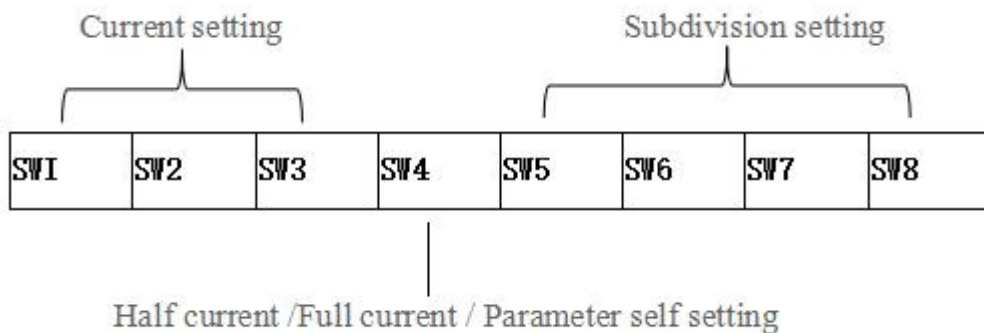 Current setting Subdivision setting
SWI SW2 SW3 SW4 SW5 SW6 SW7 SW8
Half current /Full current / Parameter self setting